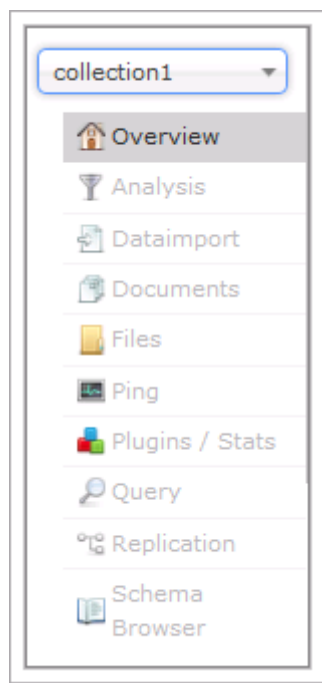 collection1
Overview
Analysis
Dataimport
Documents
Files
Ping
Plugins / Stats
Query
Replication
Schema
Browser